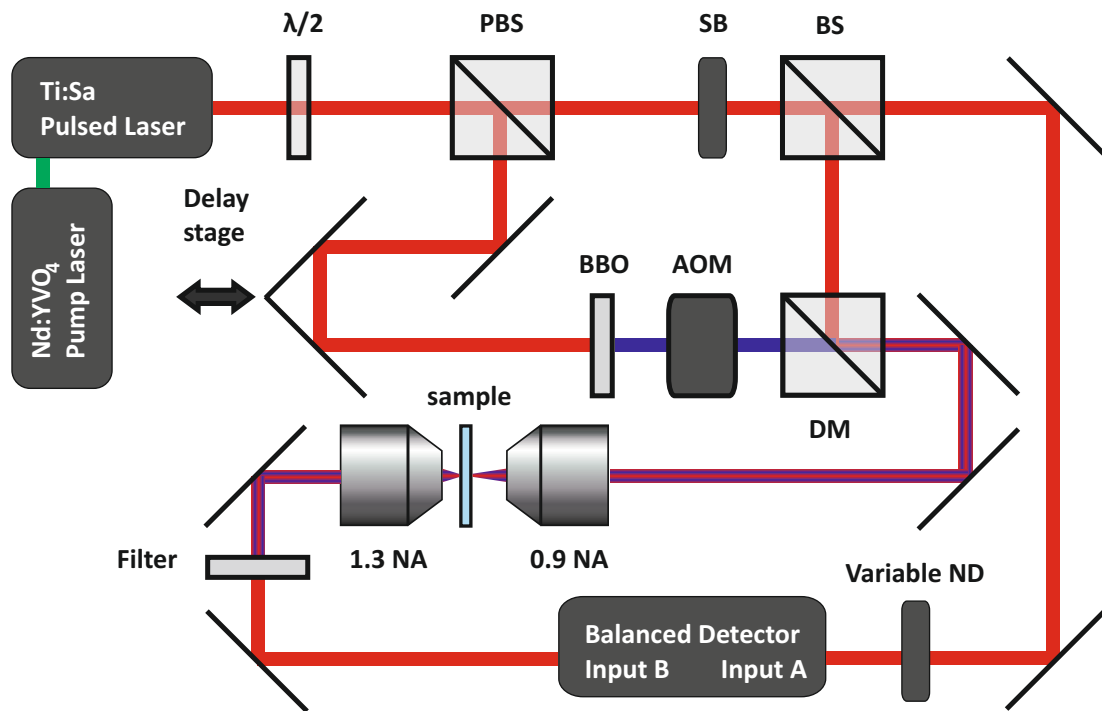 λ/2
PBS
SB
BS
Ti:Sa
Pulsed Laser
Delay
stage
Nd:YVO₄
Pump Laser
BBO
AOM
sample
DM
Filter
1.3 NA
0.9 NA
Variable ND
Balanced Detector
Input B
Input A